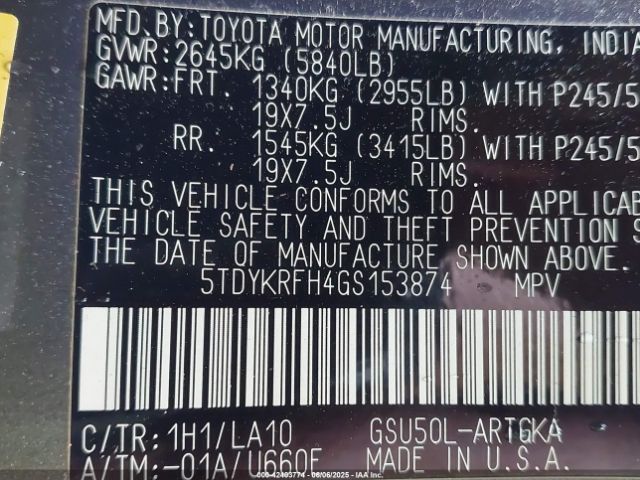 MFD.BY:TOYOTA MOTOR MANUFACTURING, INDIA
GVWR:2645KG (5840LB)
GAWR:FRT. 1340KG (2955LB) WITH P245/5
19X7.5J RIMS.
RR. 1545KG (3415LB) WITH P245/5
19X7.5J RIMS.
THIS VEHICLE CONFORMS TO ALL APPLICAB
VEHICLE SAFETY AND THEFT PREVENTION S
THE DATE OF MANUFACTURE SHOWN ABOVE.
5TDYKRFH4GS153874 MPV
C/TR:1H1/LA10 GSU50L-ARTGKA
A/TM:-01A/U660F MADE IN U.S.A.